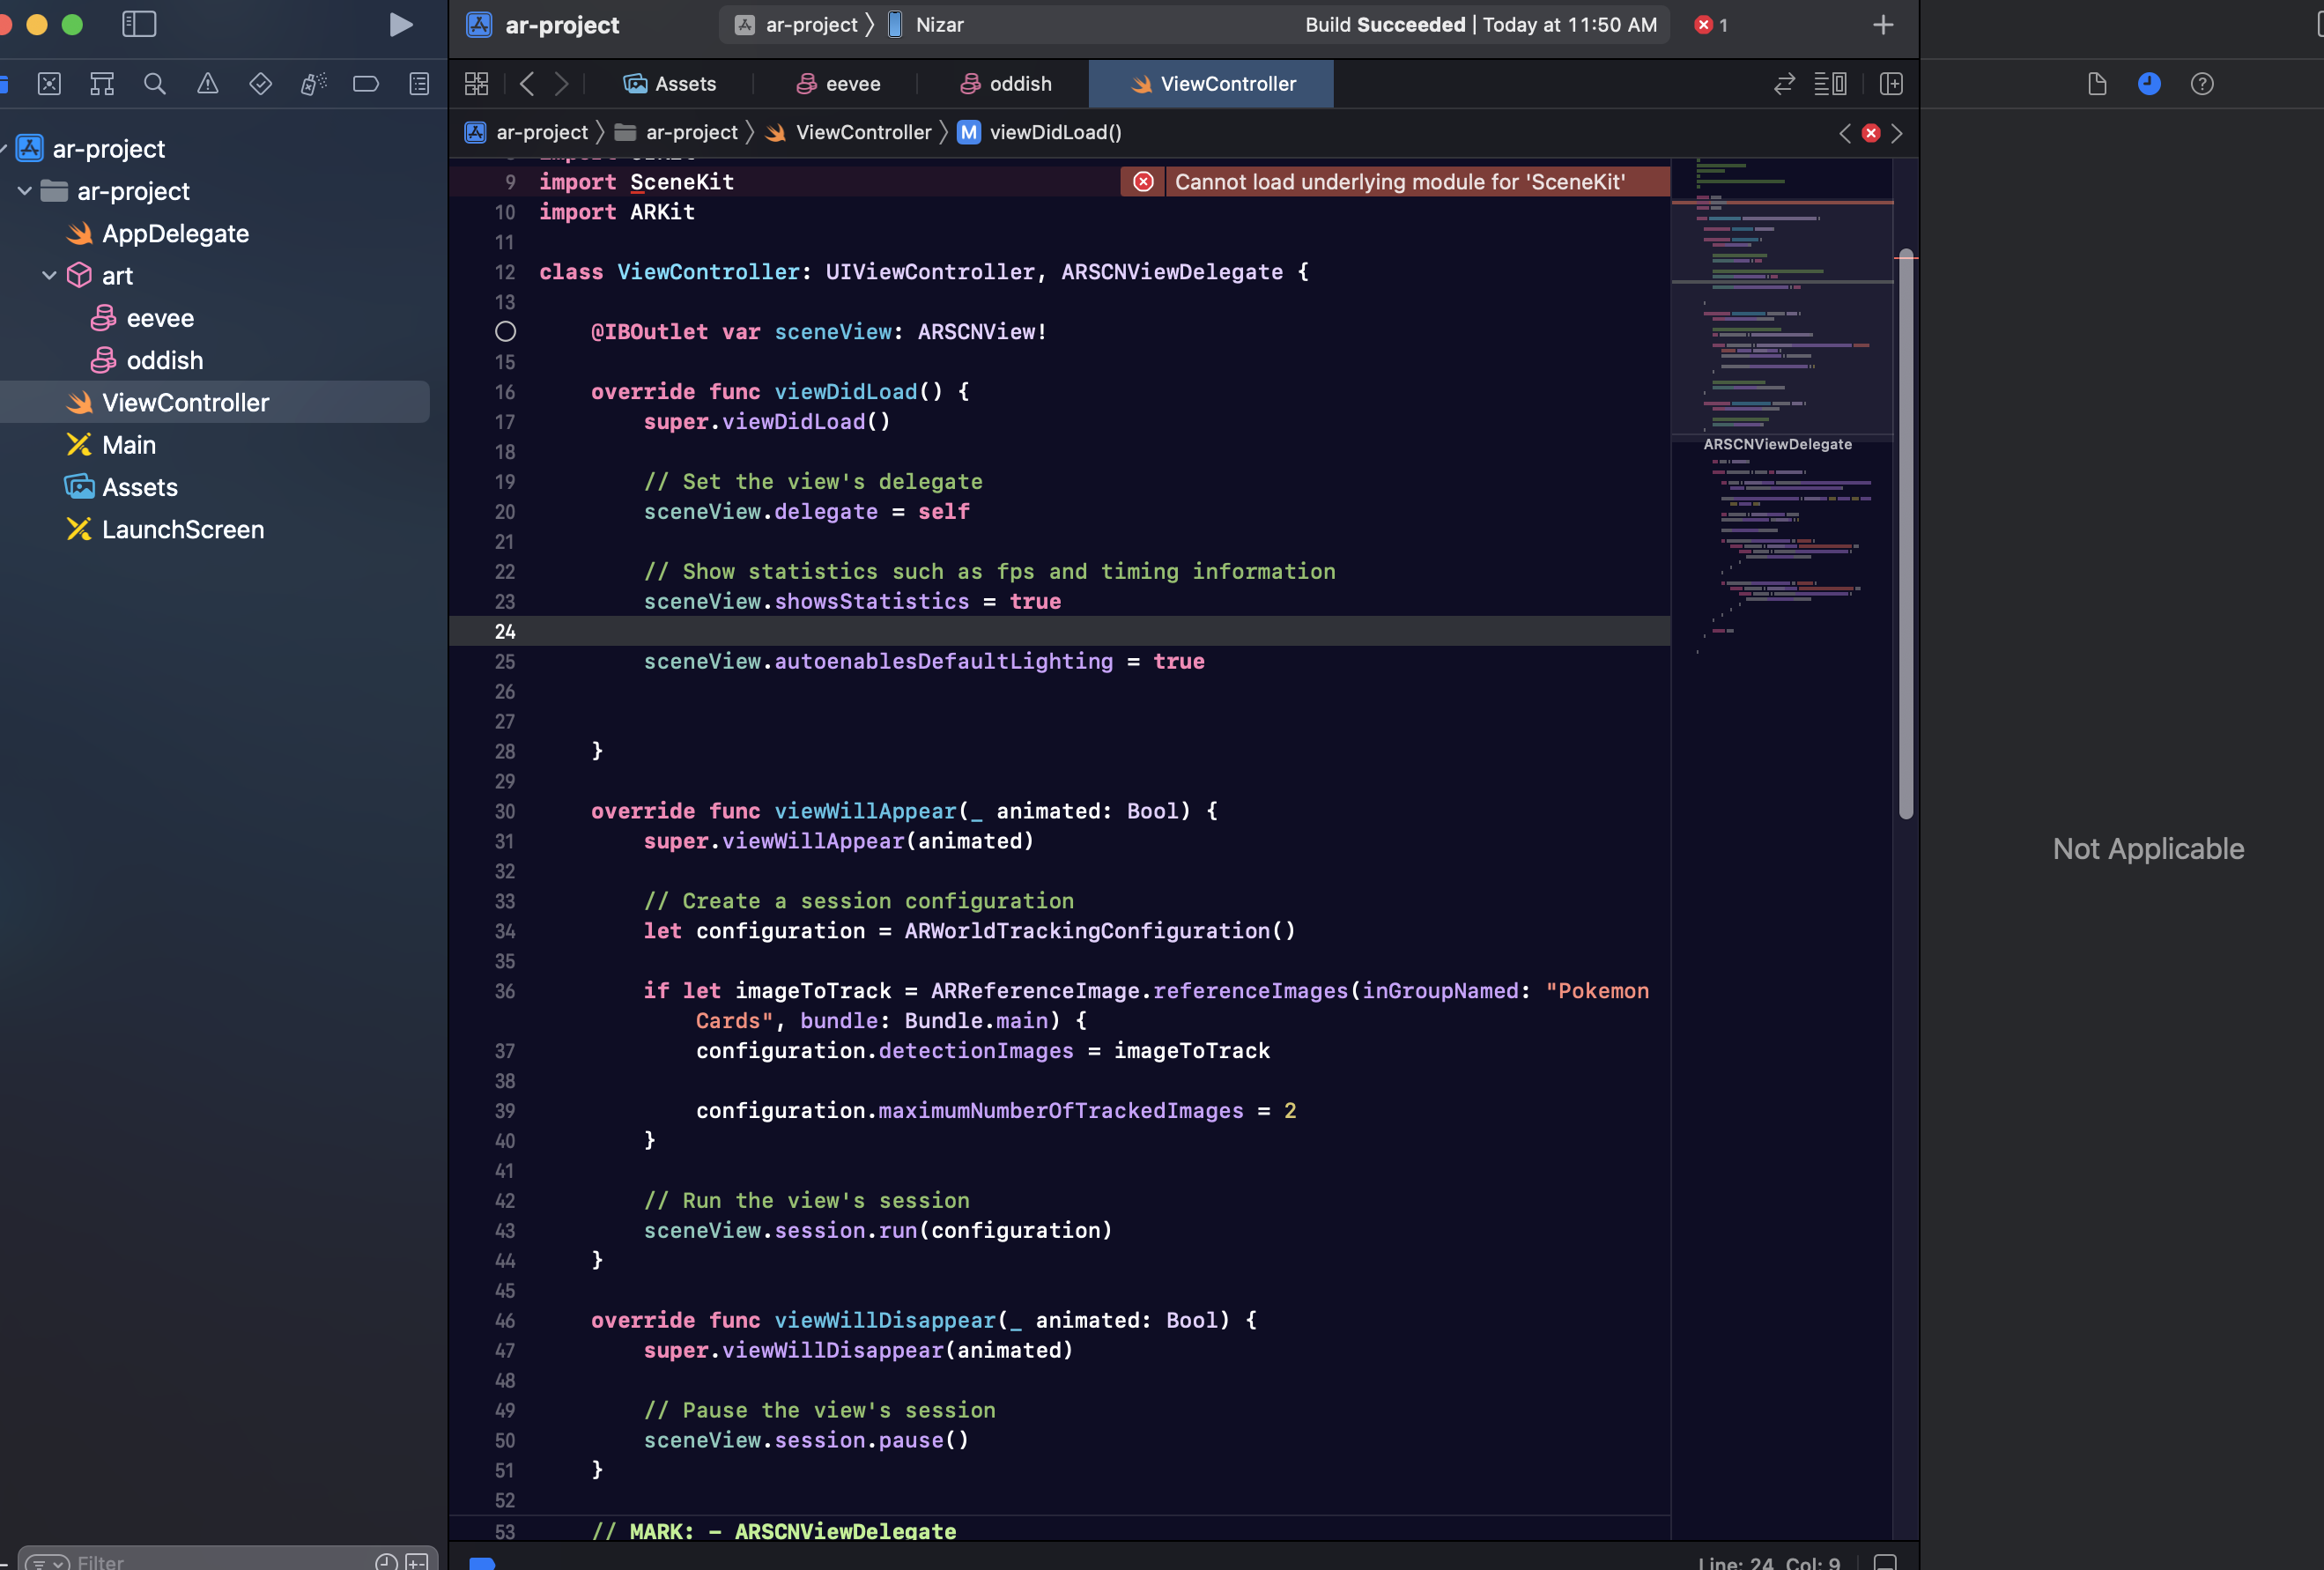 ar-project
ar-project
Nizar
Build Succeeded | Today at 11:50 AM
1
Assets
eevee
oddish
ViewController
ar-project
ar-project
ViewController
M
viewDidLoad()
ar-project
ar-project
AppDelegate
art
eevee
oddish
ViewController
Main
Assets
LaunchScreen
Filter
9 import SceneKit
Cannot load underlying module for 'SceneKit'
10 import ARKit
11
12 class ViewController: UIViewController, ARSCNViewDelegate {
13
@IBOutlet var sceneView: ARSCNView!
15
16 override func viewDidLoad() {
17 super.viewDidLoad()
18
19 // Set the view's delegate
20 sceneView.delegate = self
21
22 // Show statistics such as fps and timing information
23 sceneView.showsStatistics = true
24
25 sceneView.autoenablesDefaultLighting = true
26
27
28 }
29
30 override func viewWillAppear(_ animated: Bool) {
31 super.viewWillAppear(animated)
32
33 // Create a session configuration
34 let configuration = ARWorldTrackingConfiguration()
35
36 if let imageToTrack = ARReferenceImage.referenceImages(inGroupNamed: "Pokemon
Cards", bundle: Bundle.main) {
37 configuration.detectionImages = imageToTrack
38
39 configuration.maximumNumberOfTrackedImages = 2
40 }
41
42 // Run the view's session
43 sceneView.session.run(configuration)
44 }
45
46 override func viewWillDisappear(_ animated: Bool) {
47 super.viewWillDisappear(animated)
48
49 // Pause the view's session
50 sceneView.session.pause()
51 }
52
53 // MARK: - ARSCNViewDelegate
ARSCNViewDelegate
Not Applicable
Line: 24 Col: 9